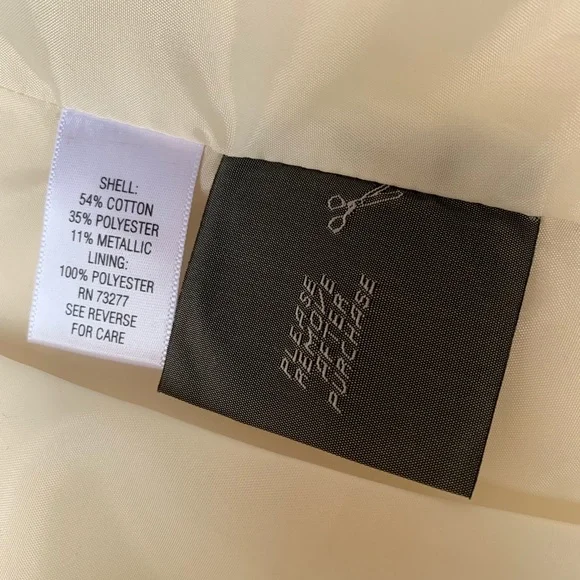 SHELL:
54% COTTON
35% POLYESTER
11% METALLIC
LINING:
100% POLYESTER
RN 73277
SEE REVERSE
FOR CARE
PLEASE
REMOVE
AFTER
PURCHASE